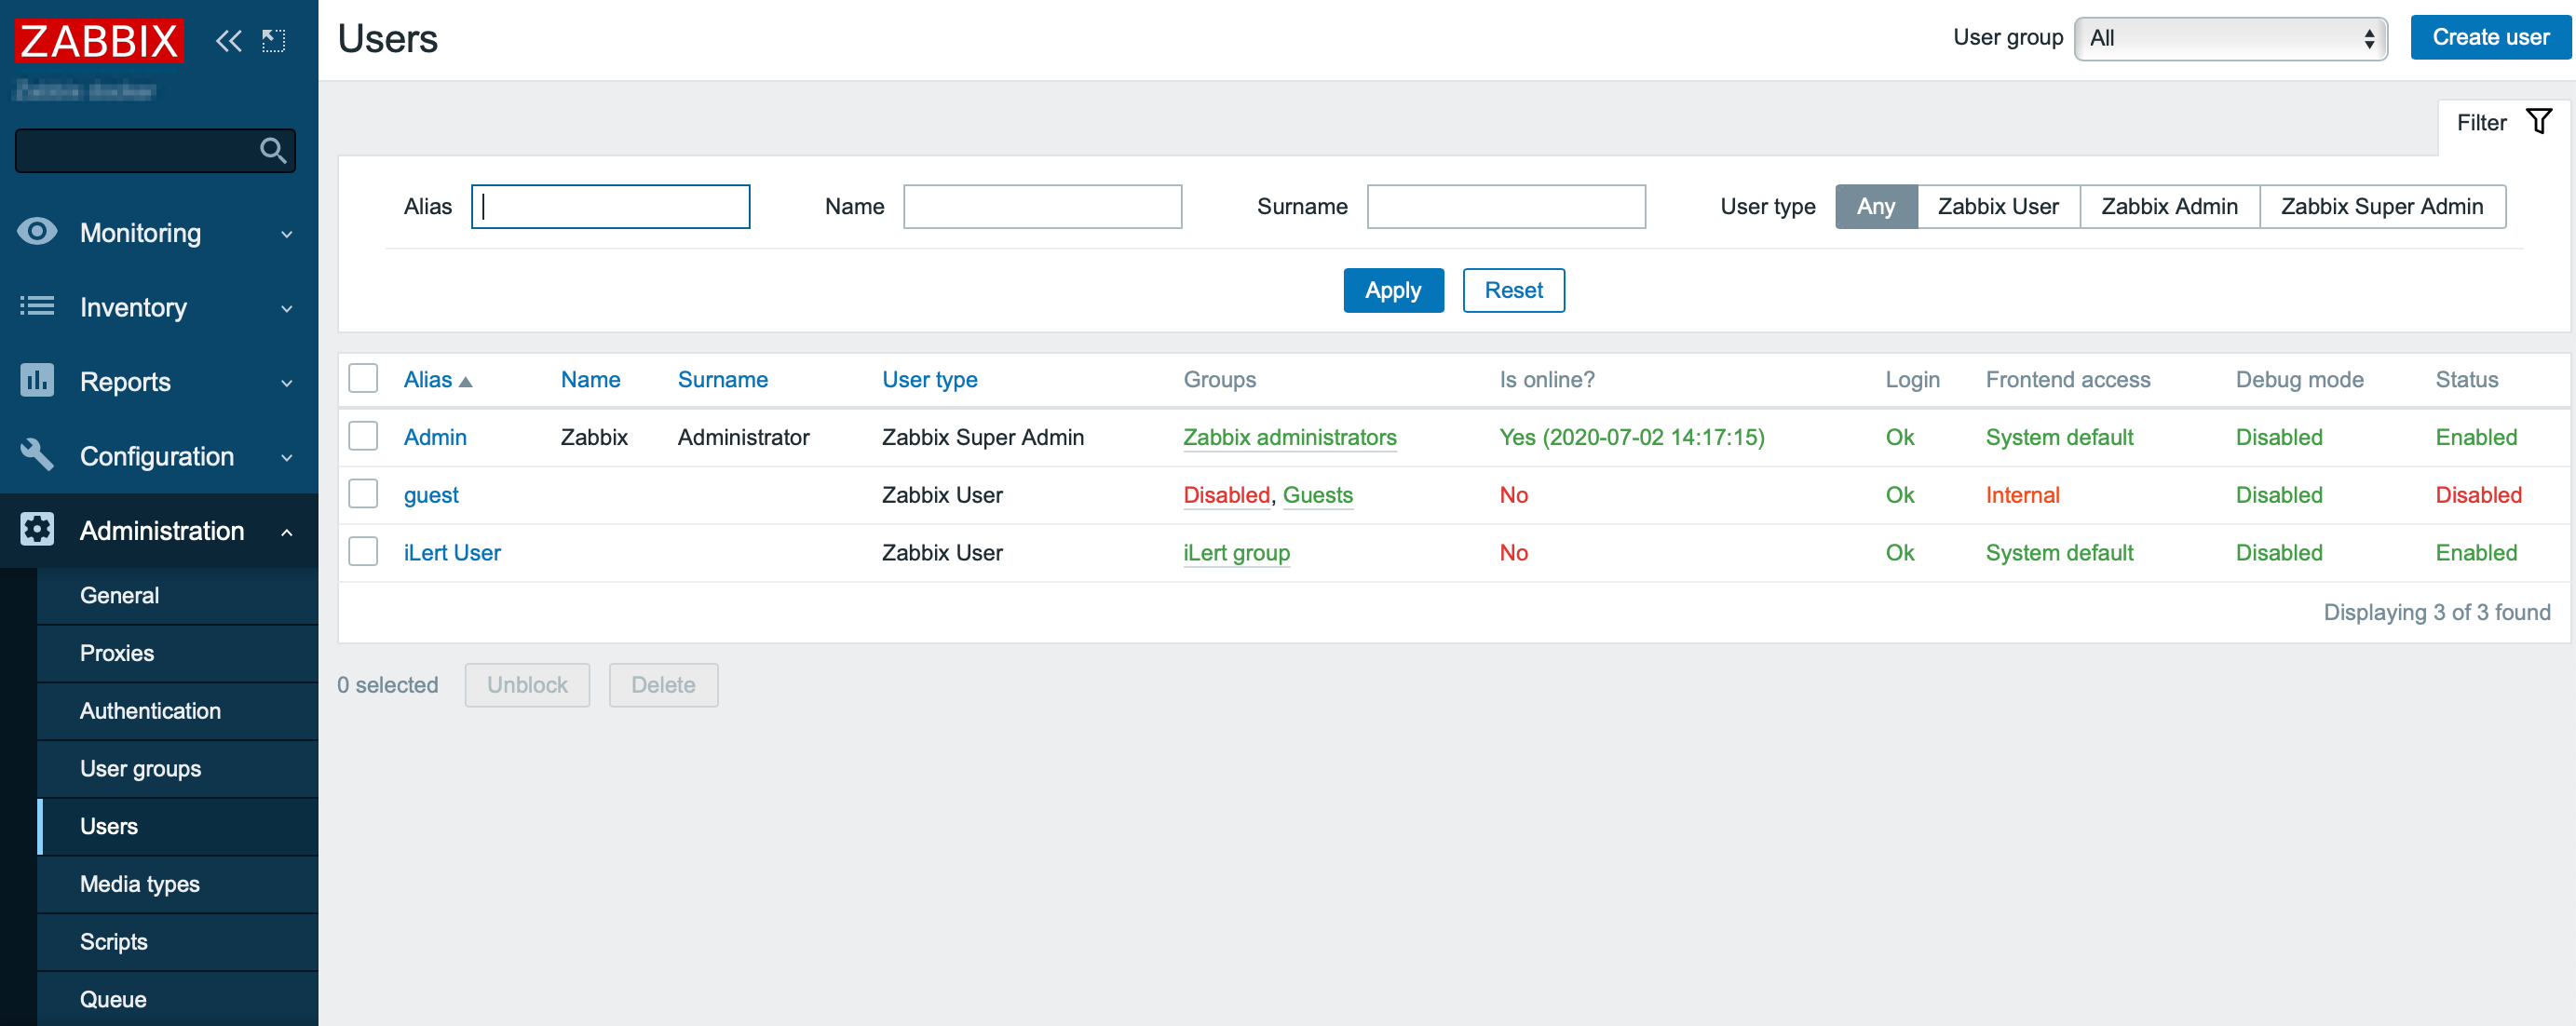 ZABBIX
Monitoring
Inventory
Reports
Configuration
Administration
General
Proxies
Authentication
User groups
Users
Media types
Scripts
Queue
Users
User group All Create user
Filter
Alias Name Surname User type Any Zabbix User Zabbix Admin Zabbix Super Admin
Apply Reset
Alias Name Surname User type Groups Is online? Login Frontend access Debug mode Status
Admin Zabbix Administrator Zabbix Super Admin Zabbix administrators Yes (2020-07-02 14:17:15) Ok System default Disabled Enabled
guest Zabbix User Disabled, Guests No Ok Internal Disabled Disabled
iLert User Zabbix User iLert group No Ok System default Disabled Enabled
Displaying 3 of 3 found
0 selected Unblock Delete